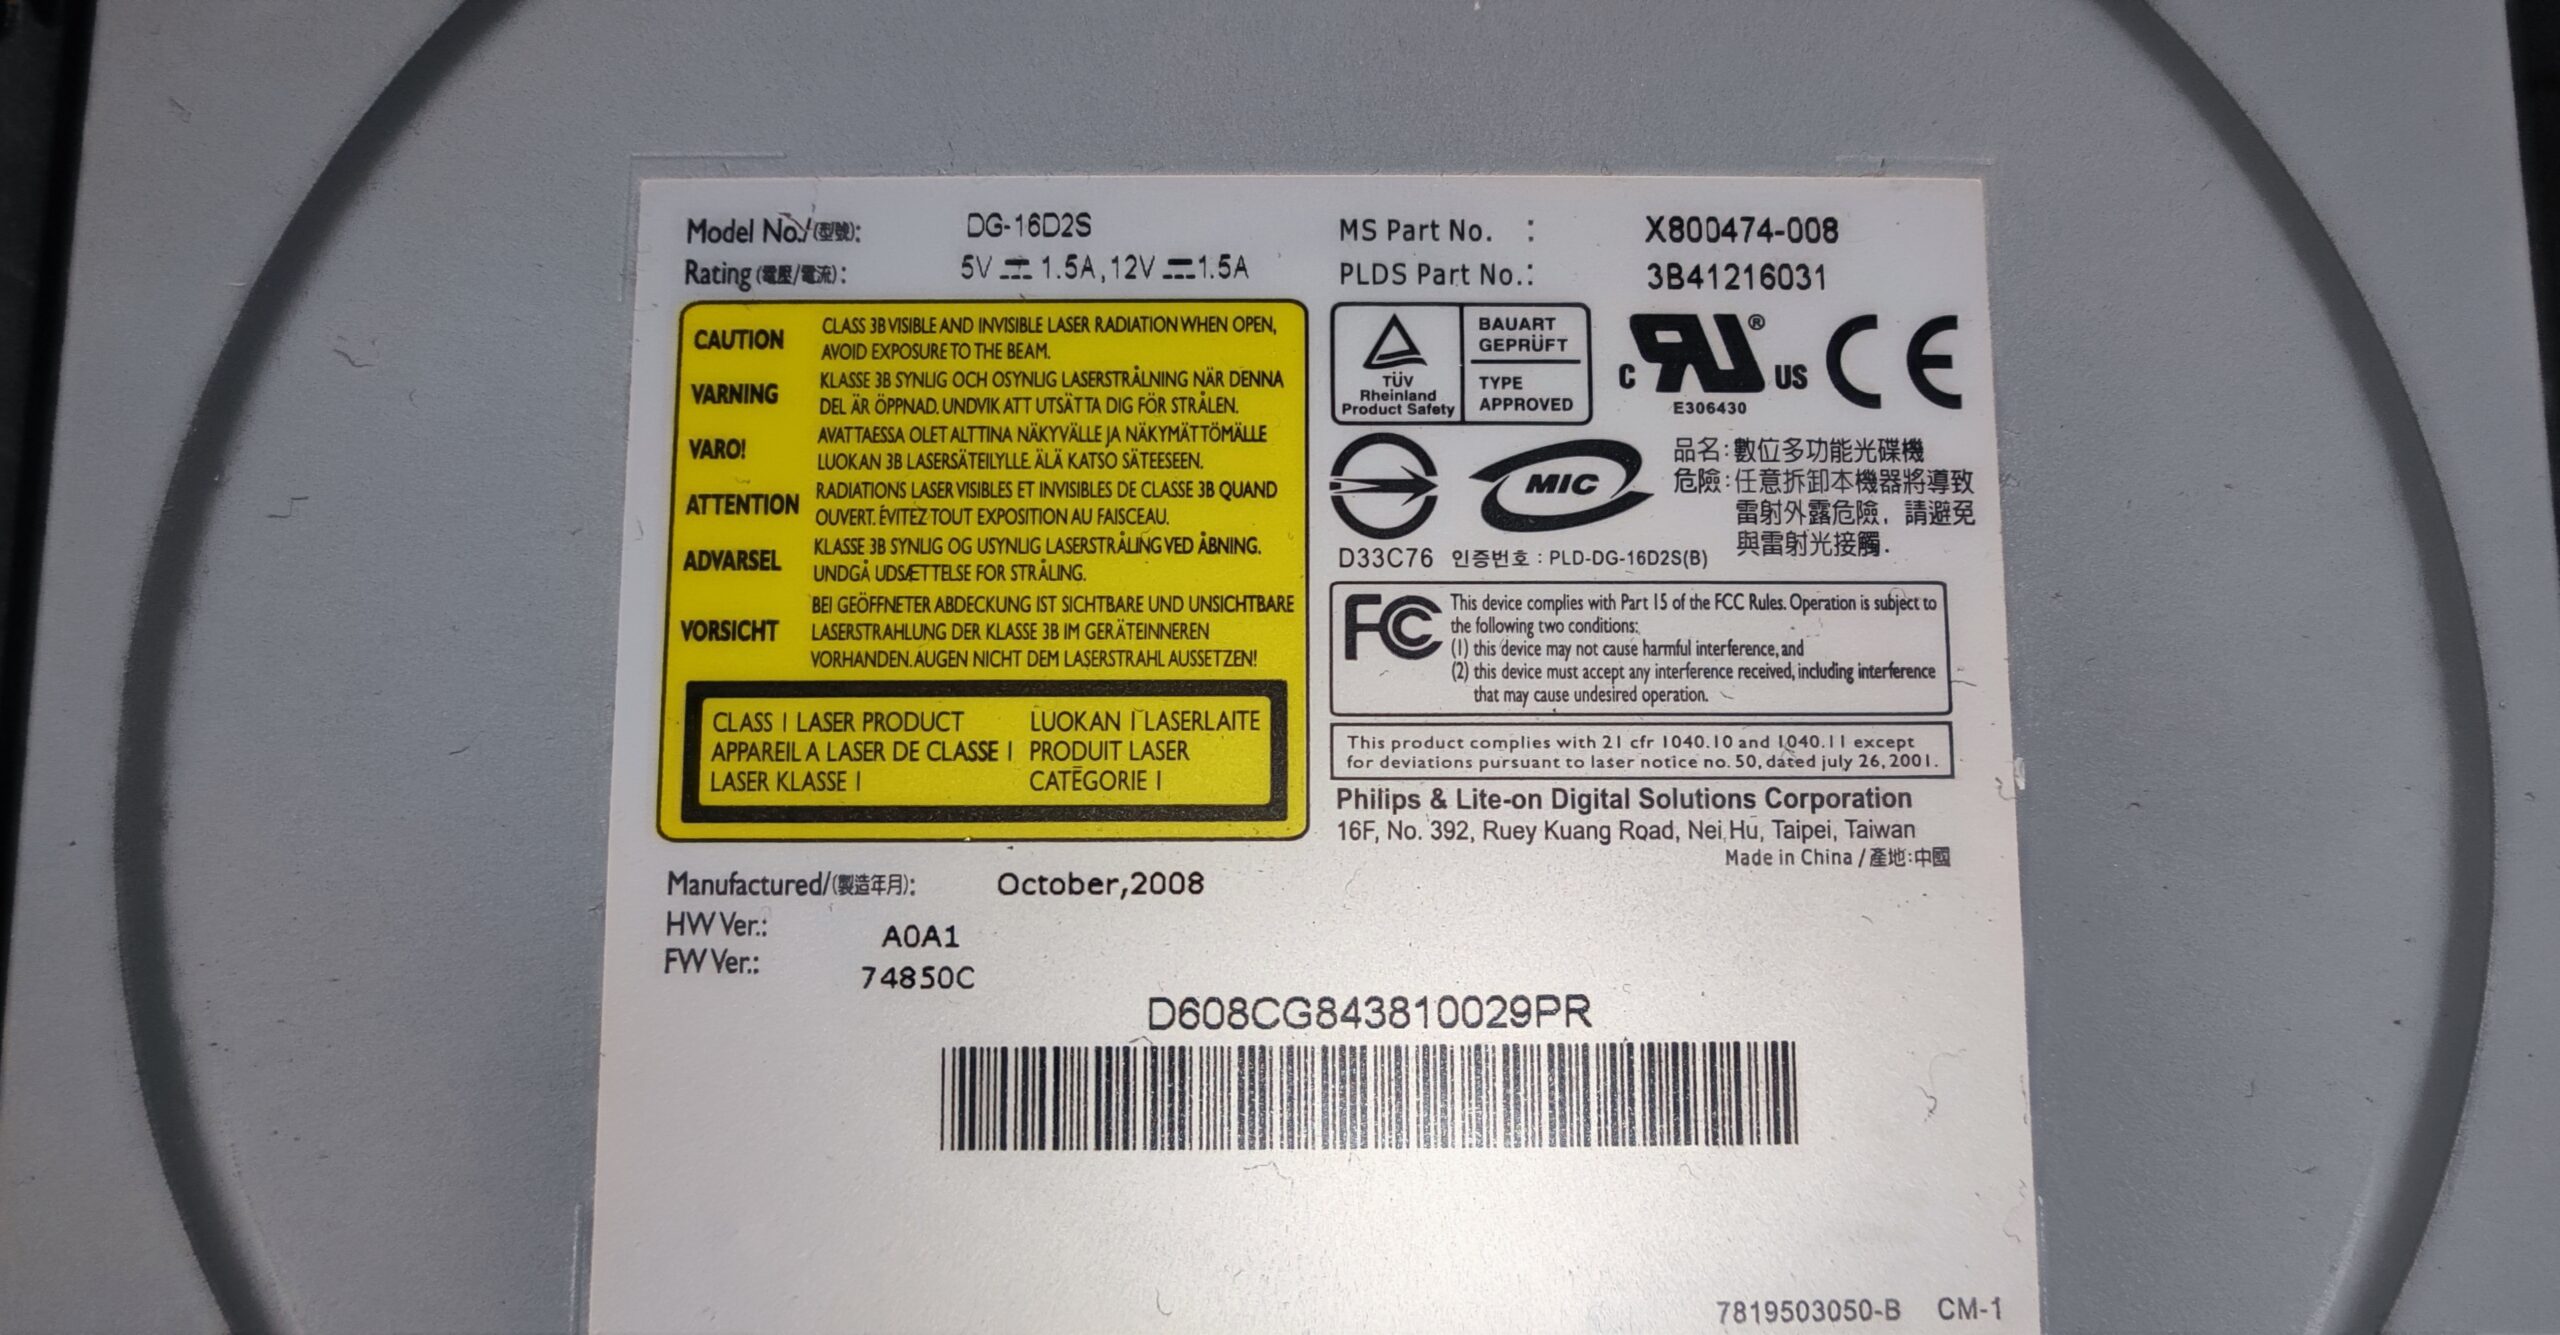 Model No./(型號): DG-16D2S
Rating(電壓/電流): 5V 1.5A,12V 1.5A
MS Part No. : X800474-008
PLDS Part No.: 3B41216031
CAUTION CLASS 3B VISIBLE AND INVISIBLE LASER RADIATION WHEN OPEN,
AVOID EXPOSURE TO THE BEAM.
VARNING KLASSE 3B SYNLIG OCH OSYNLIG LASERSTRÅLNING NÄR DENNA
DEL ÄR ÖPPNAD. UNDVIK ATT UTSÄTTA DIG FÖR STRÅLEN.
VARO! AVATTAESSA OLET ALTTINA NÄKYVÄLLE JA NÄKYMÄTTÖMÄLLE
LUOKAN 3B LASERSÄTEILYLLE. ÄLÄ KATSO SÄTEESEEN.
ATTENTION RADIATIONS LASER VISIBLES ET INVISIBLES DE CLASSE 3B QUAND
OUVERT. ÉVITEZ TOUT EXPOSITION AU FAISCEAU.
ADVARSEL KLASSE 3B SYNLIG OG USYNLIG LASERSTRÅLING VED ÅBNING.
UNDGÅ UDSÆTTELSE FOR STRÅLING.
VORSICHT BEI GEÖFFNETER ABDECKUNG IST SICHTBARE UND UNSICHTBARE
LASERSTRAHLUNG DER KLASSE 3B IM GERÄTEINNEREN
VORHANDEN. AUGEN NICHT DEM LASERSTRAHL AUSSETZEN!
CLASS 1 LASER PRODUCT LUOKAN 1 LASERLAITE
APPAREIL A LASER DE CLASSE 1 PRODUIT LASER
LASER KLASSE 1 CATĒGORIE 1
TÜV
Rheinland
Product Safety
BAUART
GEPRÜFT
TYPE
APPROVED
C RU® US
E306430
CE
MIC
D33C76 인증번호 : PLD-DG-16D2S(B)
品名:數位多功能光碟機
危險:任意拆卸本機器將導致
雷射外露危險，請避免
與雷射光接觸.
FC This device complies with Part 15 of the FCC Rules. Operation is subject to
the following two conditions:
(1) this device may not cause harmful interference, and
(2) this device must accept any interference received, including interference
that may cause undesired operation.
This product complies with 21 cfr 1040.10 and 1040.11 except
for deviations pursuant to laser notice no. 50, dated july 26, 2001.
Philips & Lite-on Digital Solutions Corporation
16F, No. 392, Ruey Kuang Road, Nei Hu, Taipei, Taiwan
Made in China / 產地:中國
Manufactured/(製造年月): October,2008
HW Ver.: A0A1
FW Ver.: 74850C
D608CG843810029PR
7819503050-B CM-1